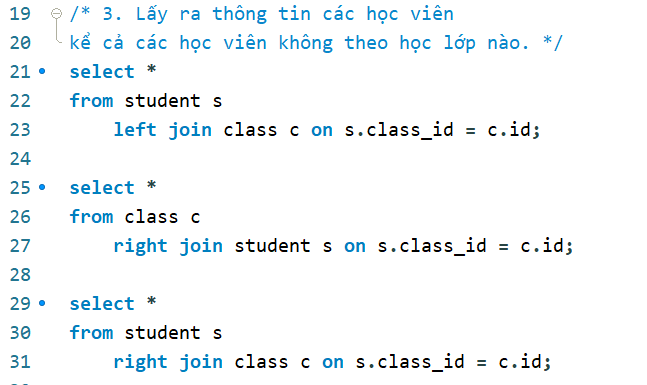 19 /* 3. Lấy ra thông tin các học viên
20 kể cả các học viên không theo học lớp nào. */
21 select *
22 from student s
23 left join class c on s.class_id = c.id;
24
25 select *
26 from class c
27 right join student s on s.class_id = c.id;
28
29 select *
30 from student s
31 right join class c on s.class_id = c.id;